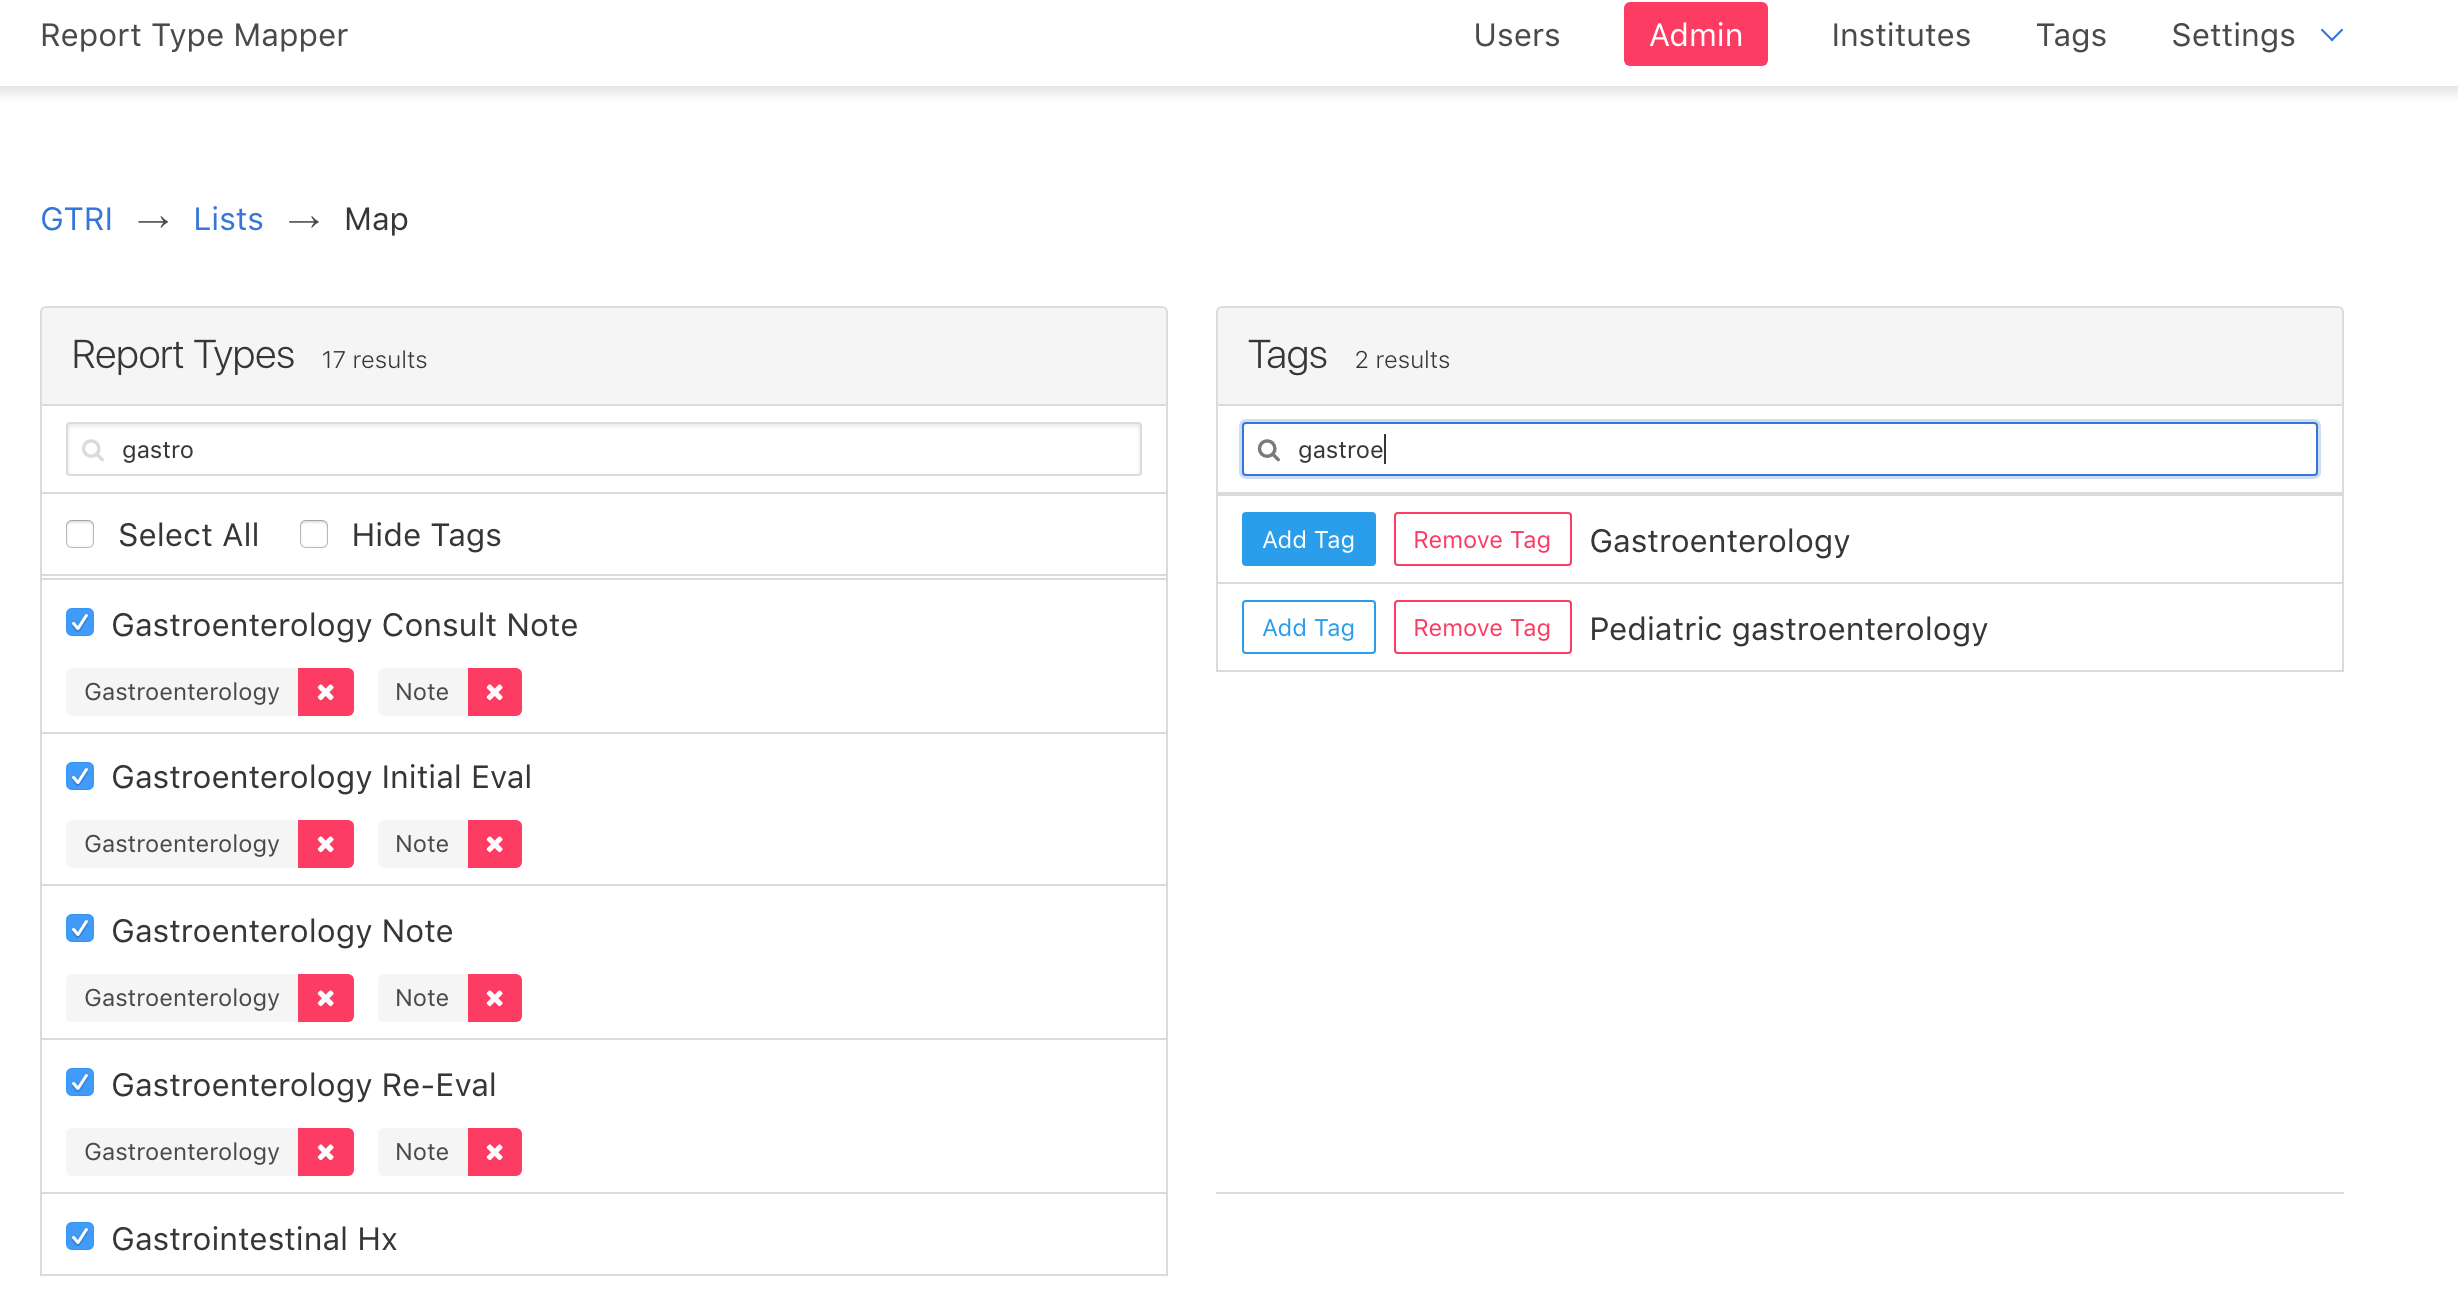 Report Type Mapper Users Admin Institutes Tags Settings
GTRI → Lists → Map
Report Types 17 results
gastro
Select All Hide Tags
Gastroenterology Consult Note
Gastroenterology Note
Gastroenterology Initial Eval
Gastroenterology Note
Gastroenterology Note
Gastroenterology Note
Gastroenterology Re-Eval
Gastroenterology Note
Gastrointestinal Hx
Tags 2 results
gastroe
Add Tag Remove Tag Gastroenterology
Add Tag Remove Tag Pediatric gastroenterology